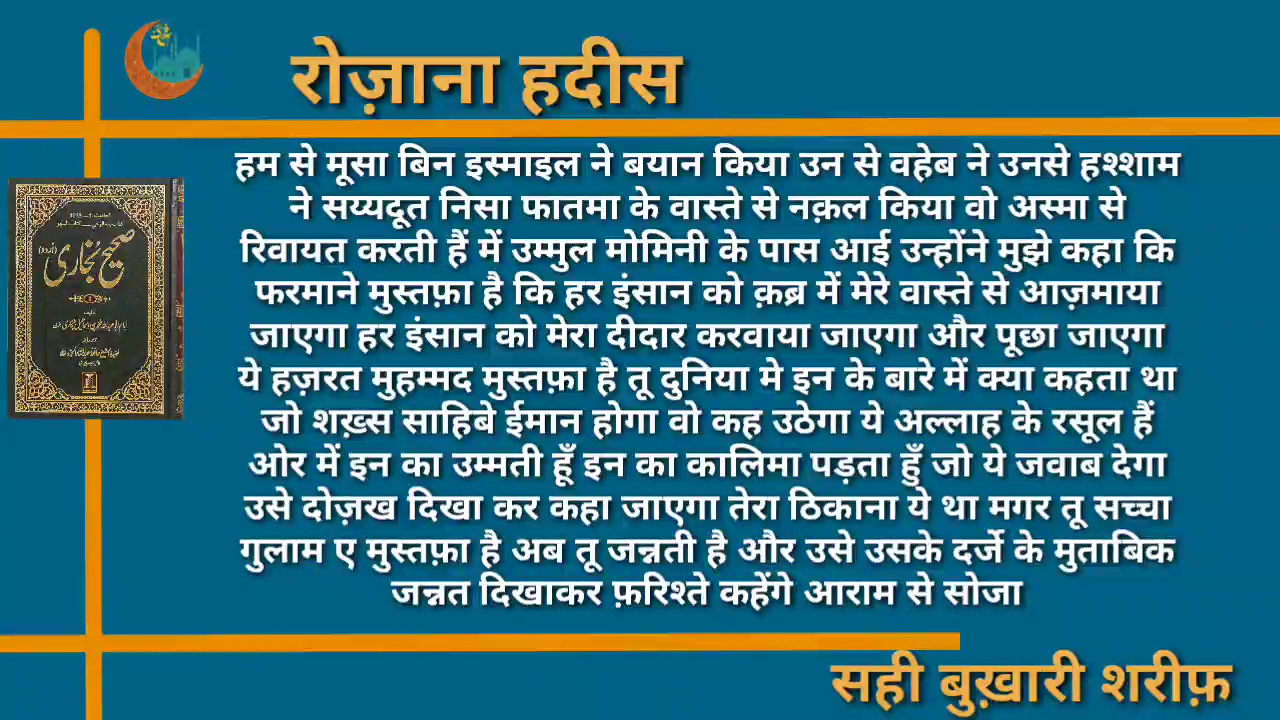 रोज़ाना हदीस
हम से मूसा बिन इस्माइल ने बयान किया उन से वहेब ने उनसे हश्शाम
ने सय्यदूत निसा फातमा के वास्ते से नक़ल किया वो अस्मा से
रिवायत करती हैं में उम्मुल मोमिनी के पास आई उन्होंने मुझे कहा कि
फरमाने मुस्तफ़ा है कि हर इंसान को क़ब्र में मेरे वास्ते से आज़माया
जाएगा हर इंसान को मेरा दीदार करवाया जाएगा और पूछा जाएगा
ये हज़रत मुहम्मद मुस्तफ़ा है तू दुनिया मे इन के बारे में क्या कहता था
जो शख़्स साहिबे ईमान होगा वो कह उठेगा ये अल्लाह के रसूल हैं
ओर में इन का उम्मती हूँ इन का कालिमा पड़ता हुँ जो ये जवाब देगा
उसे दोज़ख दिखा कर कहा जाएगा तेरा ठिकाना ये था मगर तू सच्चा
गुलाम ए मुस्तफ़ा है अब तू जन्नती है और उसे उसके दर्जे के मुताबिक
जन्नत दिखाकर फ़रिश्ते कहेंगे आराम से सोजा
صحیح بخاری
सही बुख़ारी शरीफ़